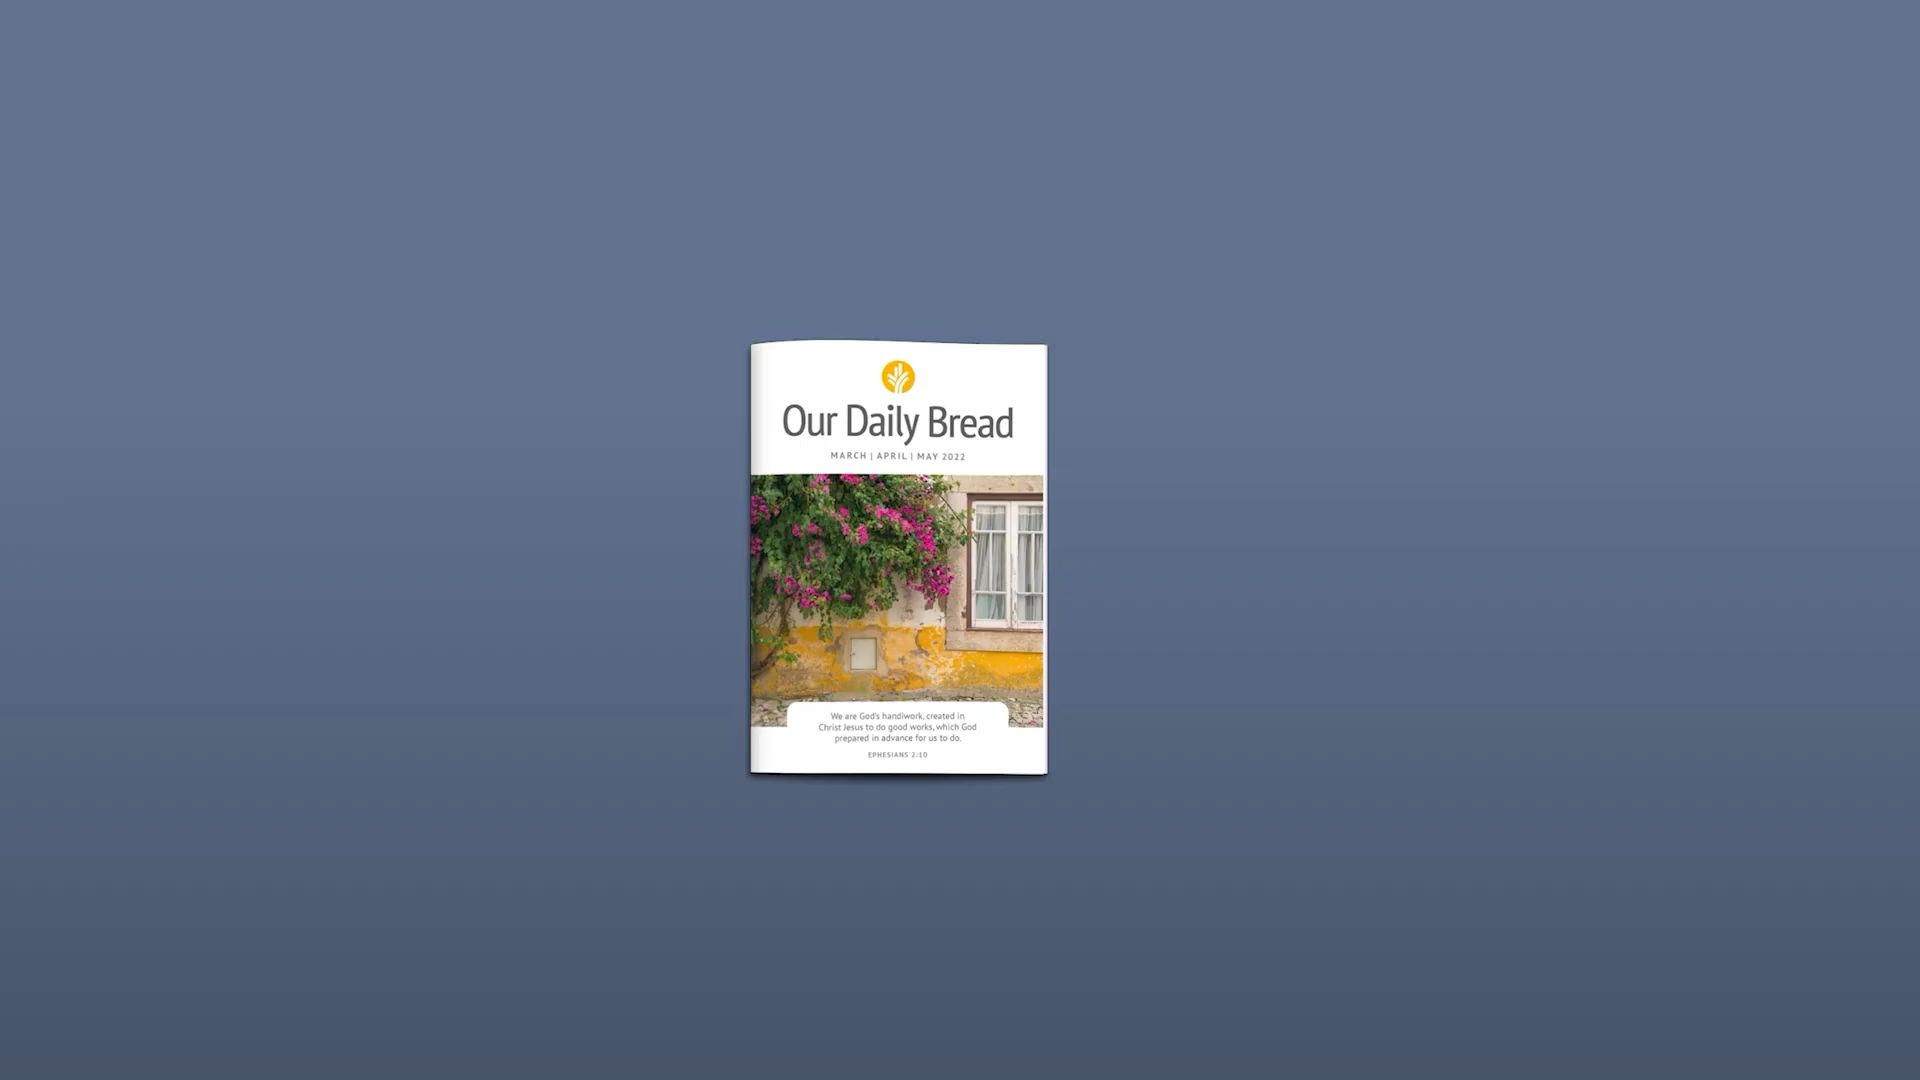 Our Daily Bread
MARCH | APRIL | MAY 2022
We are God's handiwork, created in
Christ Jesus to do good works, which God
prepared in advance for us to do.
EPHESIANS 2:10